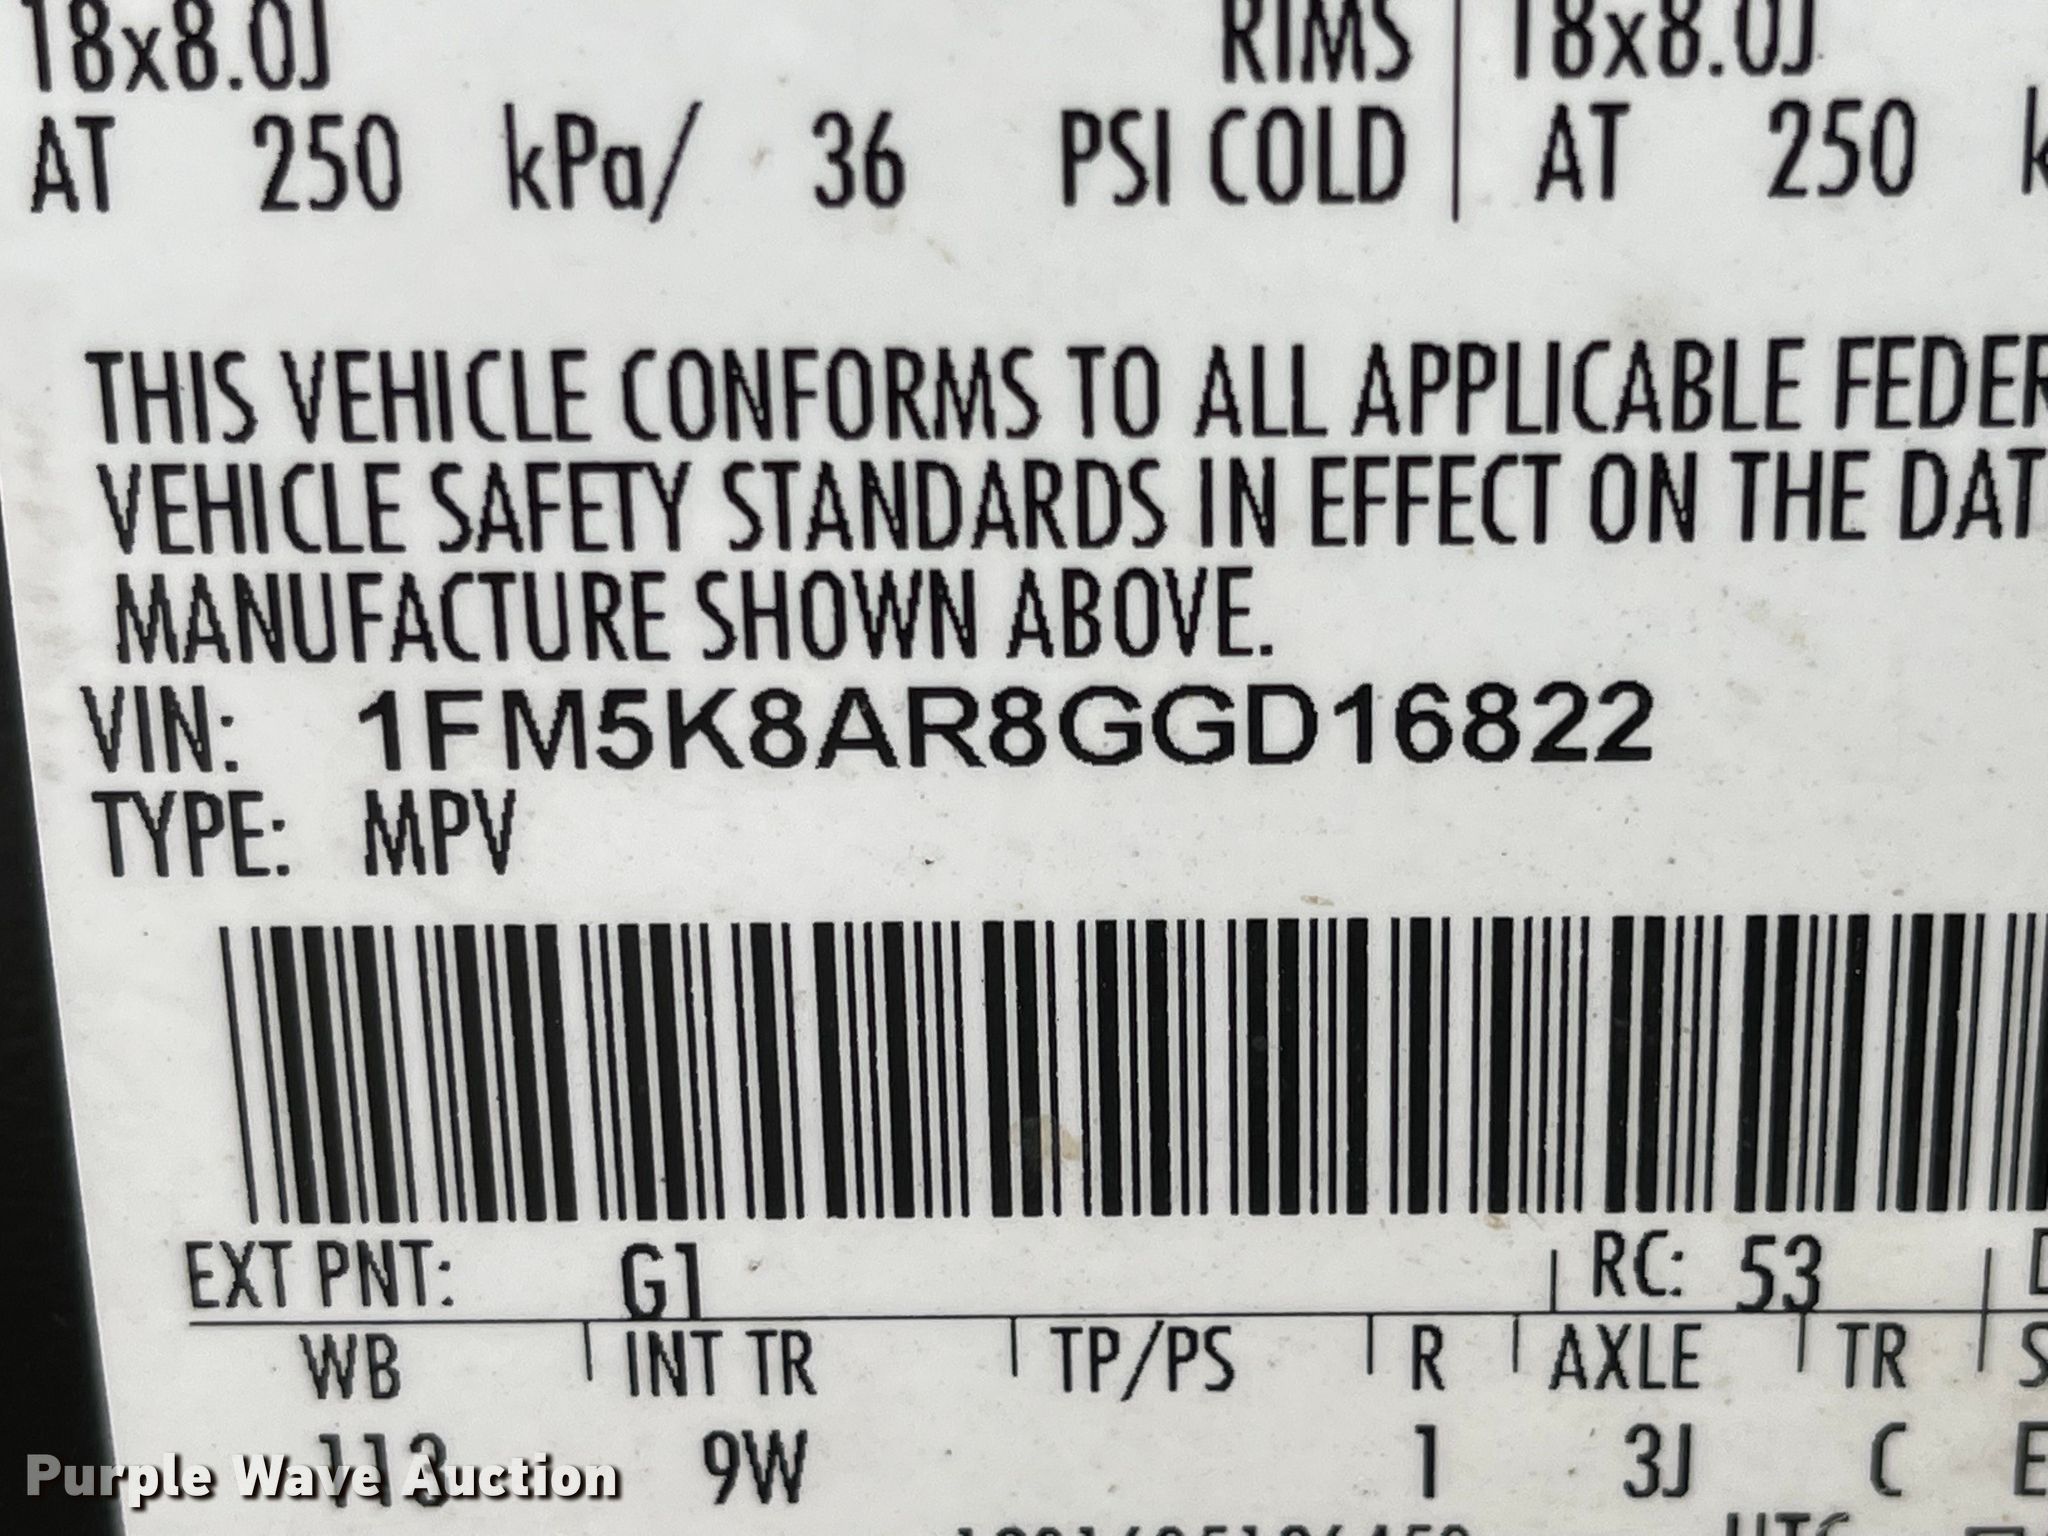 18x8.0J RIMS 18x8.0J
AT 250 kPa/ 36 PSI COLD AT 250 k
THIS VEHICLE CONFORMS TO ALL APPLICABLE FEDER
VEHICLE SAFETY STANDARDS IN EFFECT ON THE DAT
MANUFACTURE SHOWN ABOVE.
VIN: 1FM5K8AR8GGD16822
TYPE: MPV
EXT PNT: G1 RC: 53
WB INT TR TP/PS R AXLE TR S
113 9W 1 3J C E
Purple Wave Auction